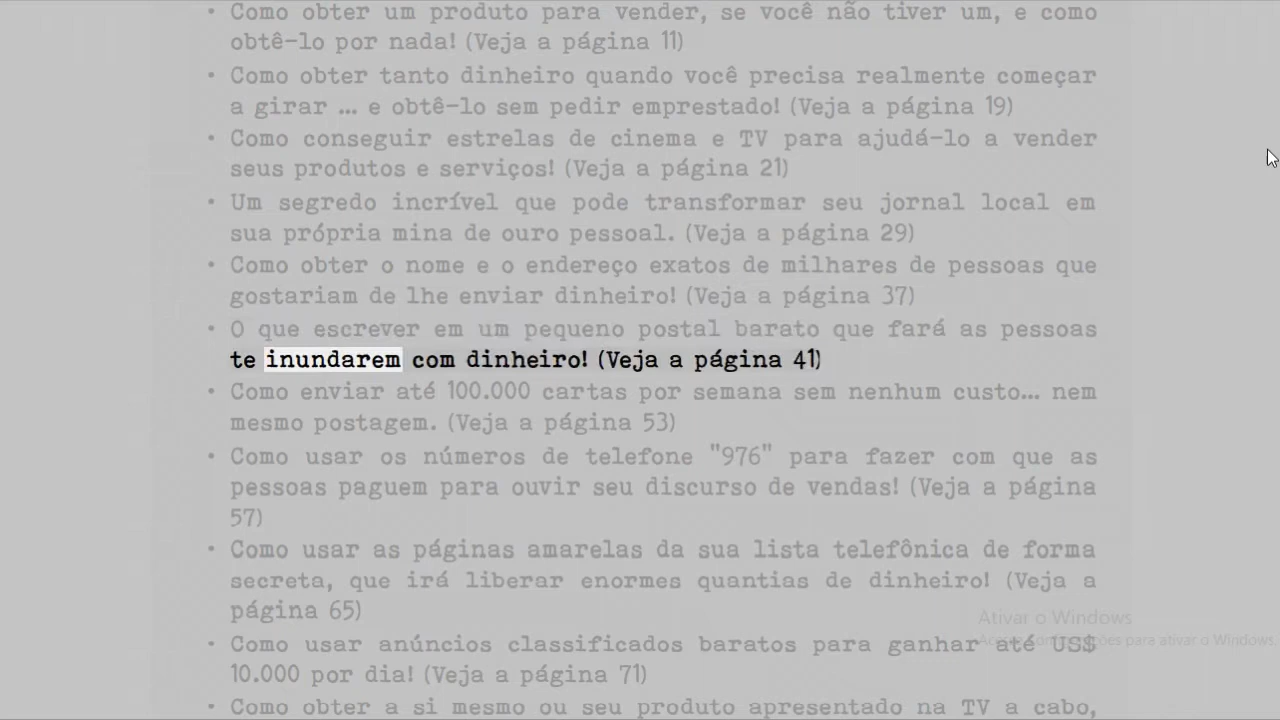 • Como obter um produto para vender, se você não tiver um, e como
obtê-lo por nada! (Veja a página 11)
• Como obter tanto dinheiro quando você precisa realmente começar
a girar ... e obtê-lo sem pedir emprestado! (Veja a página 19)
• Como conseguir estrelas de cinema e TV para ajudá-lo a vender
seus produtos e serviços! (Veja a página 21)
• Um segredo incrível que pode transformar seu jornal local em
sua própria mina de ouro pessoal. (Veja a página 29)
• Como obter o nome e o endereço exatos de milhares de pessoas que
gostariam de lhe enviar dinheiro! (Veja a página 37)
• O que escrever em um pequeno postal barato que fará as pessoas
te inundarem com dinheiro! (Veja a página 41)
• Como enviar até 100.000 cartas por semana sem nenhum custo... nem
mesmo postagem. (Veja a página 53)
• Como usar os números de telefone "976" para fazer com que as
pessoas paguem para ouvir seu discurso de vendas! (Veja a página
57)
• Como usar as páginas amarelas da sua lista telefônica de forma
secreta, que irá liberar enormes quantias de dinheiro! (Veja a
página 65)
Ativar o Windows
Acesse Configurações para ativar o Windows.
• Como usar anúncios classificados baratos para ganhar até US$
10.000 por dia! (Veja a página 71)
• Como obter a si mesmo ou seu produto apresentado na TV a cabo,